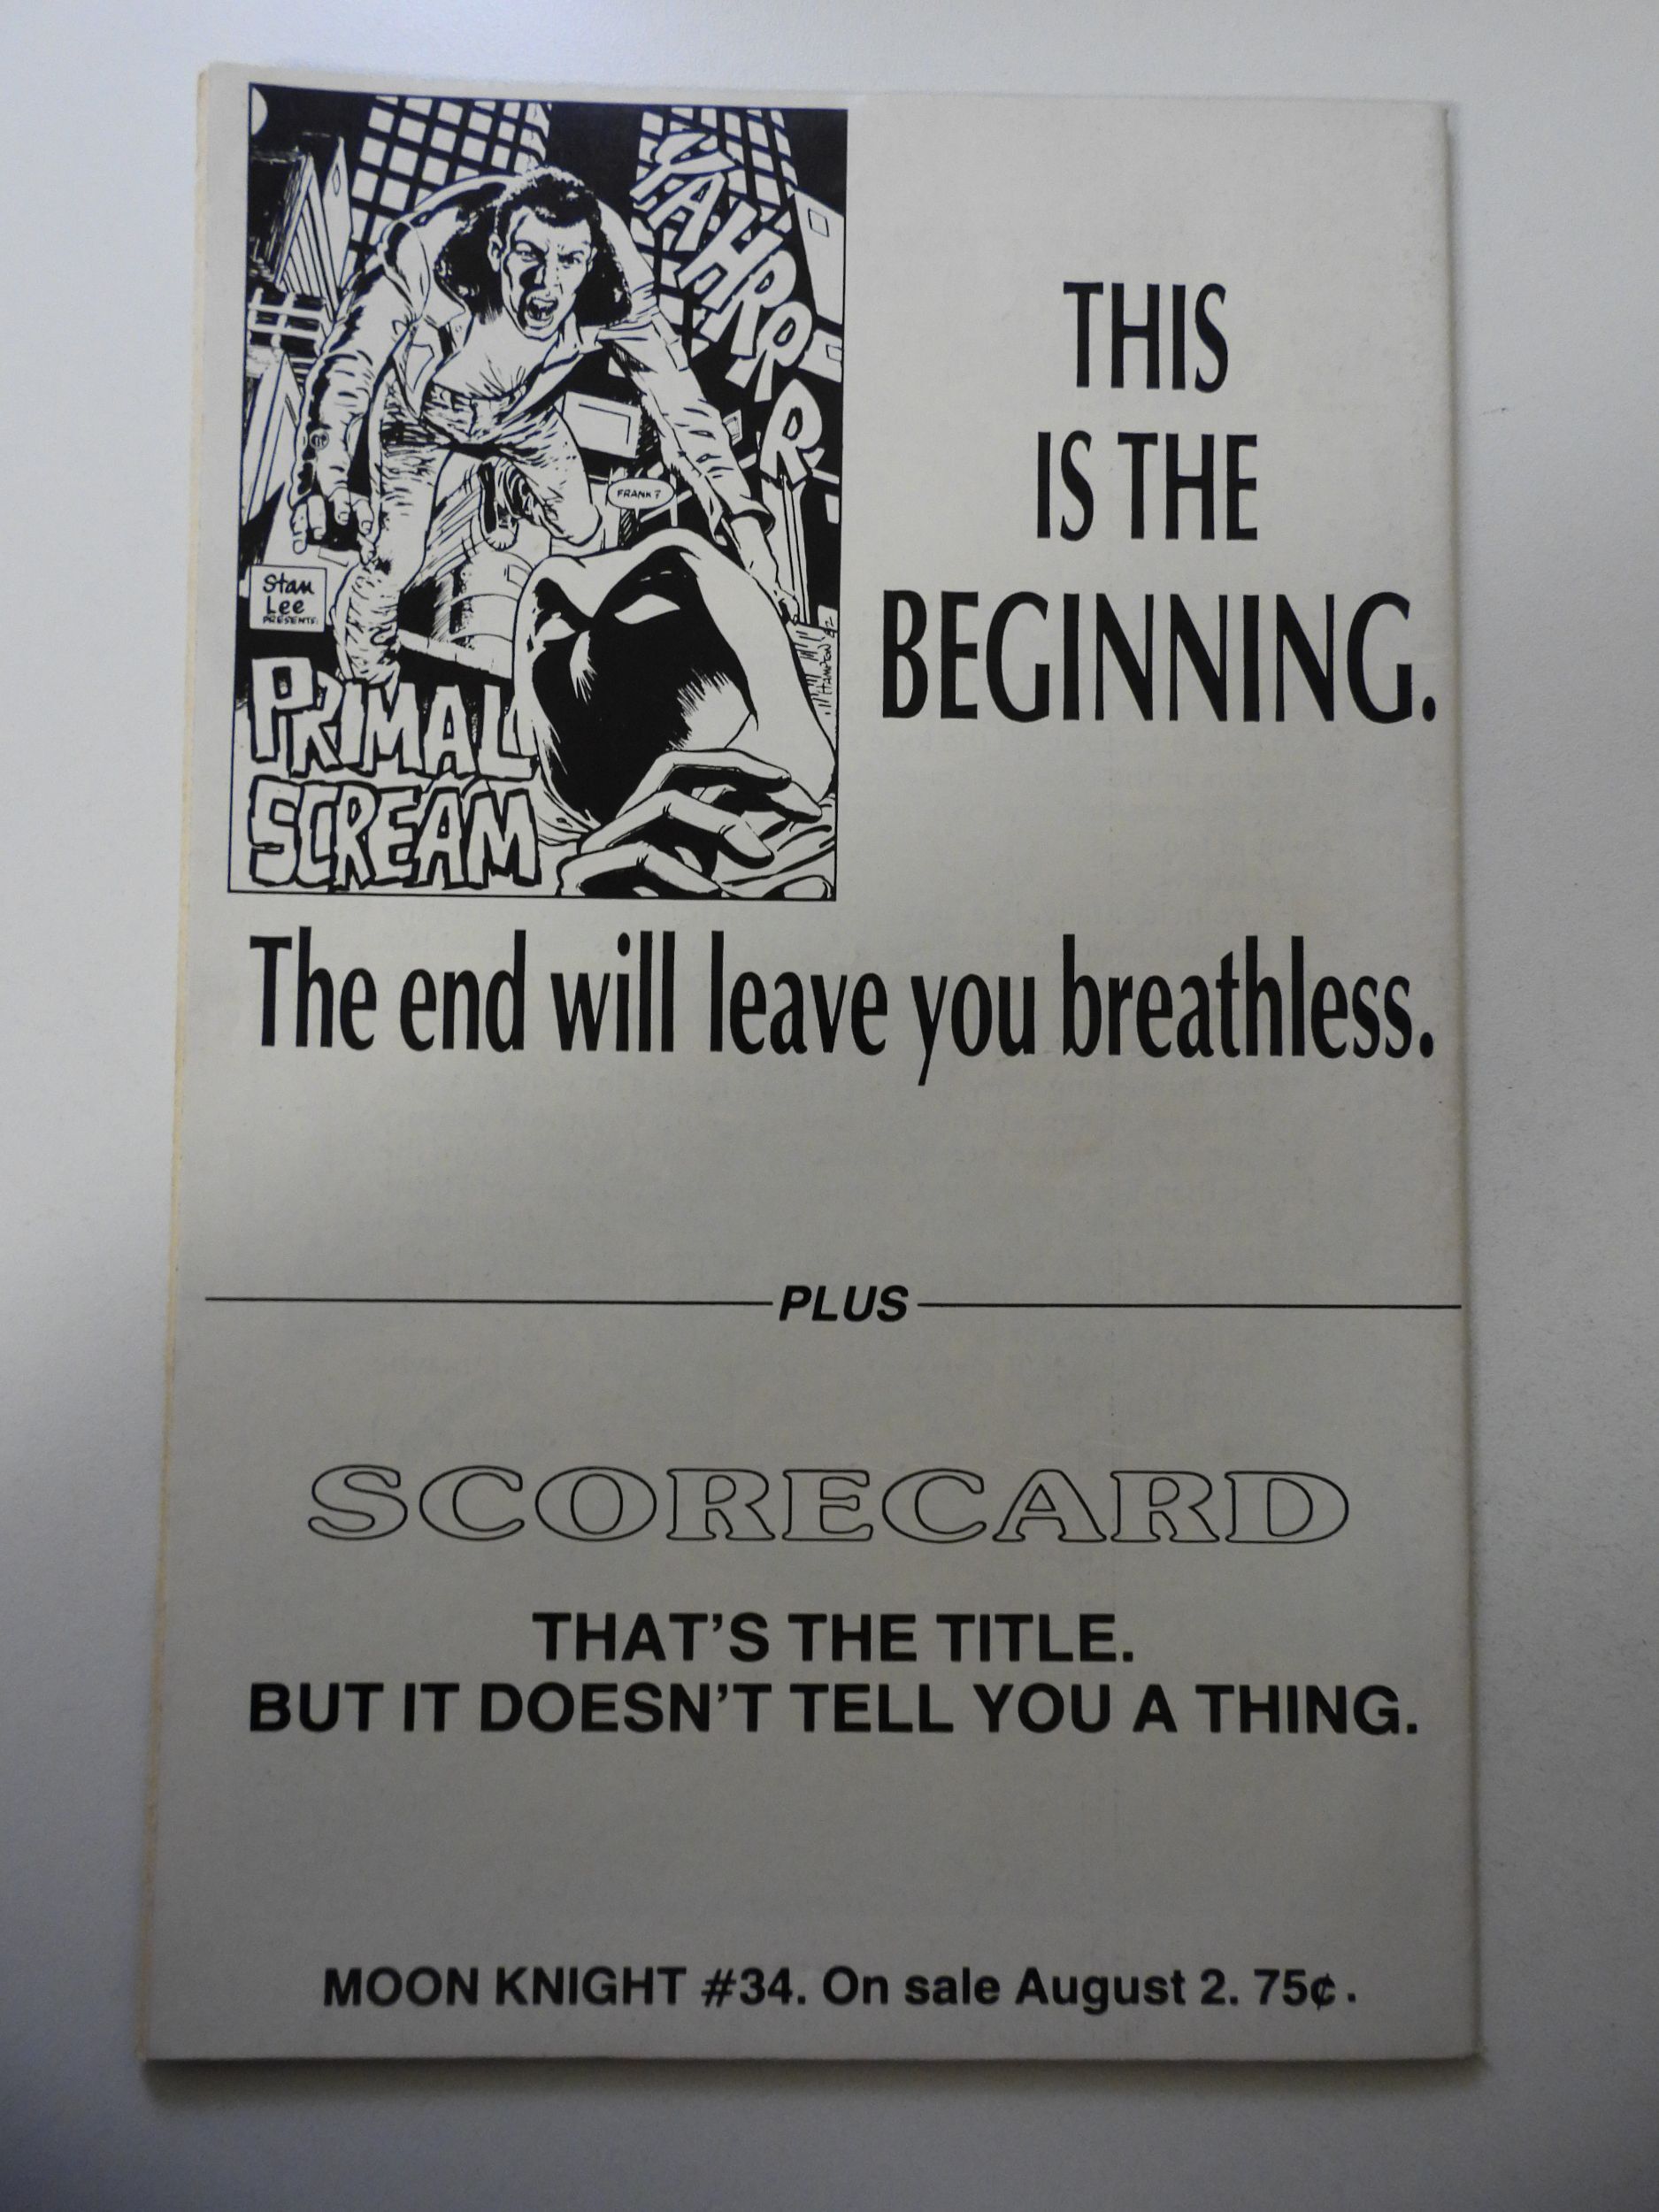 YAHRRR
FRANK?
Stan
Lee
PRESENTS:
HAMPTON
PRIMAL
SCREAM
THIS
IS THE
BEGINNING.
The end will leave you breathless.
PLUS
SCORECARD
THAT'S THE TITLE.
BUT IT DOESN'T TELL YOU A THING.
MOON KNIGHT #34. On sale August 2. 75¢.